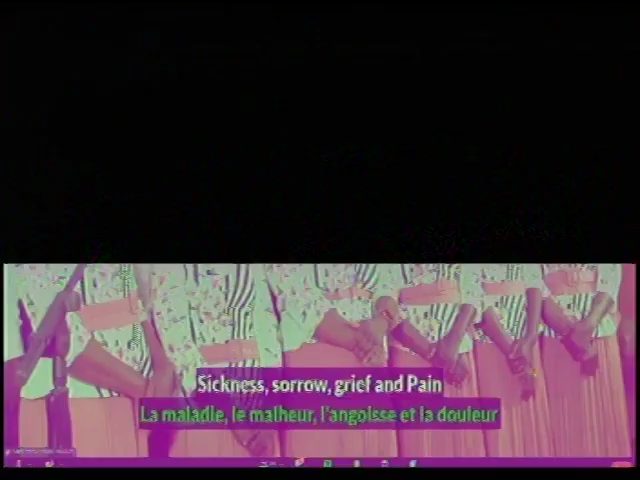 Sickness, sorrow, grief and Pain
La maladie, le malheur, l'angoisse et la douleur